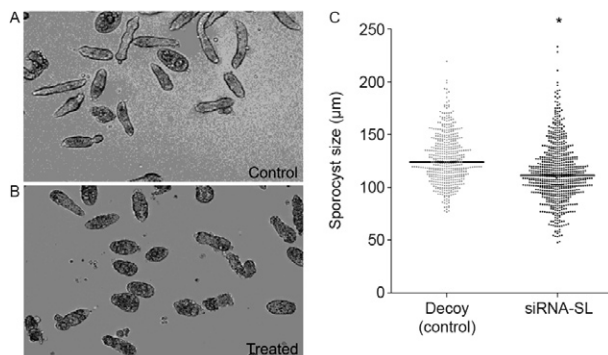 A
Control
B
Treated
C
*
Sporocyst size (µm)
250
200
150
100
50
0
Decoy
(control)
siRNA-SL